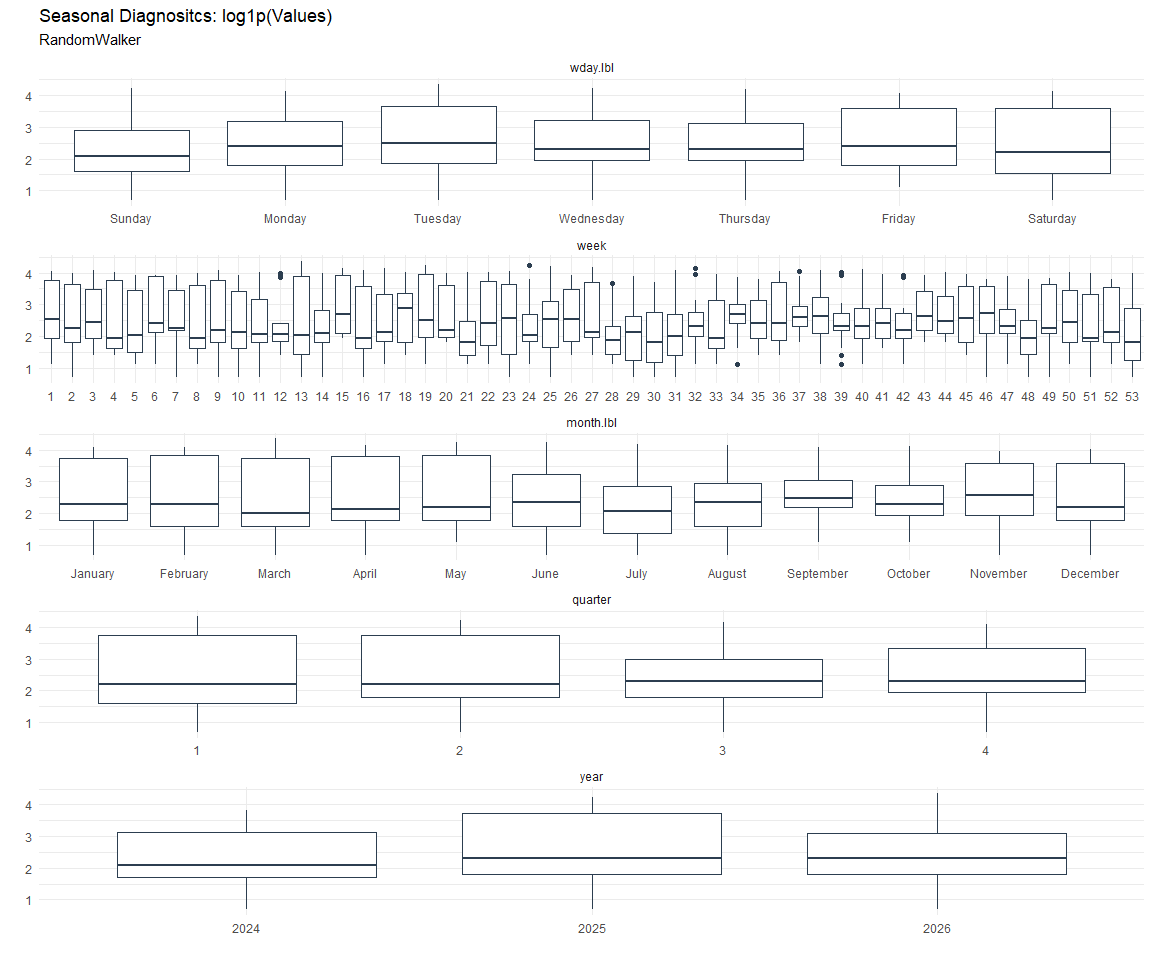 Seasonal Diagnositcs: log1p(Values)
RandomWalker
wday.lbl
4
3
2
1
Sunday Monday Tuesday Wednesday Thursday Friday Saturday
week
4
3
2
1
1 2 3 4 5 6 7 8 9 10 11 12 13 14 15 16 17 18 19 20 21 22 23 24 25 26 27 28 29 30 31 32 33 34 35 36 37 38 39 40 41 42 43 44 45 46 47 48 49 50 51 52 53
month.lbl
4
3
2
1
January February March April May June July August September October November December
quarter
4
3
2
1
1 2 3 4
year
4
3
2
1
2024 2025 2026